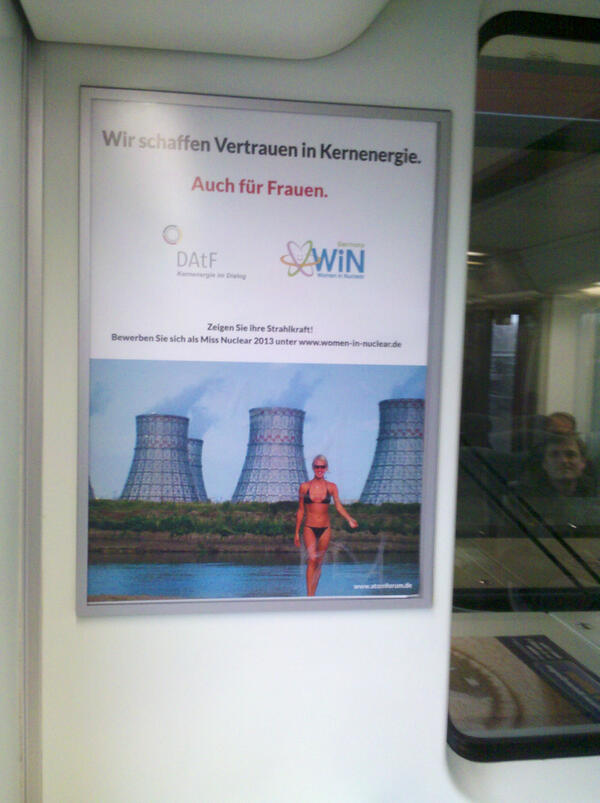 Wir schaffen Vertrauen in Kernenergie.
Auch für Frauen.
DAtF
Kernenergie im Dialog
Germany
WiN
Women in Nuclear
Zeigen Sie ihre Strahlkraft!
Bewerben Sie sich als Miss Nuclear 2013 unter www.women-in-nuclear.de
www.atomforum.de